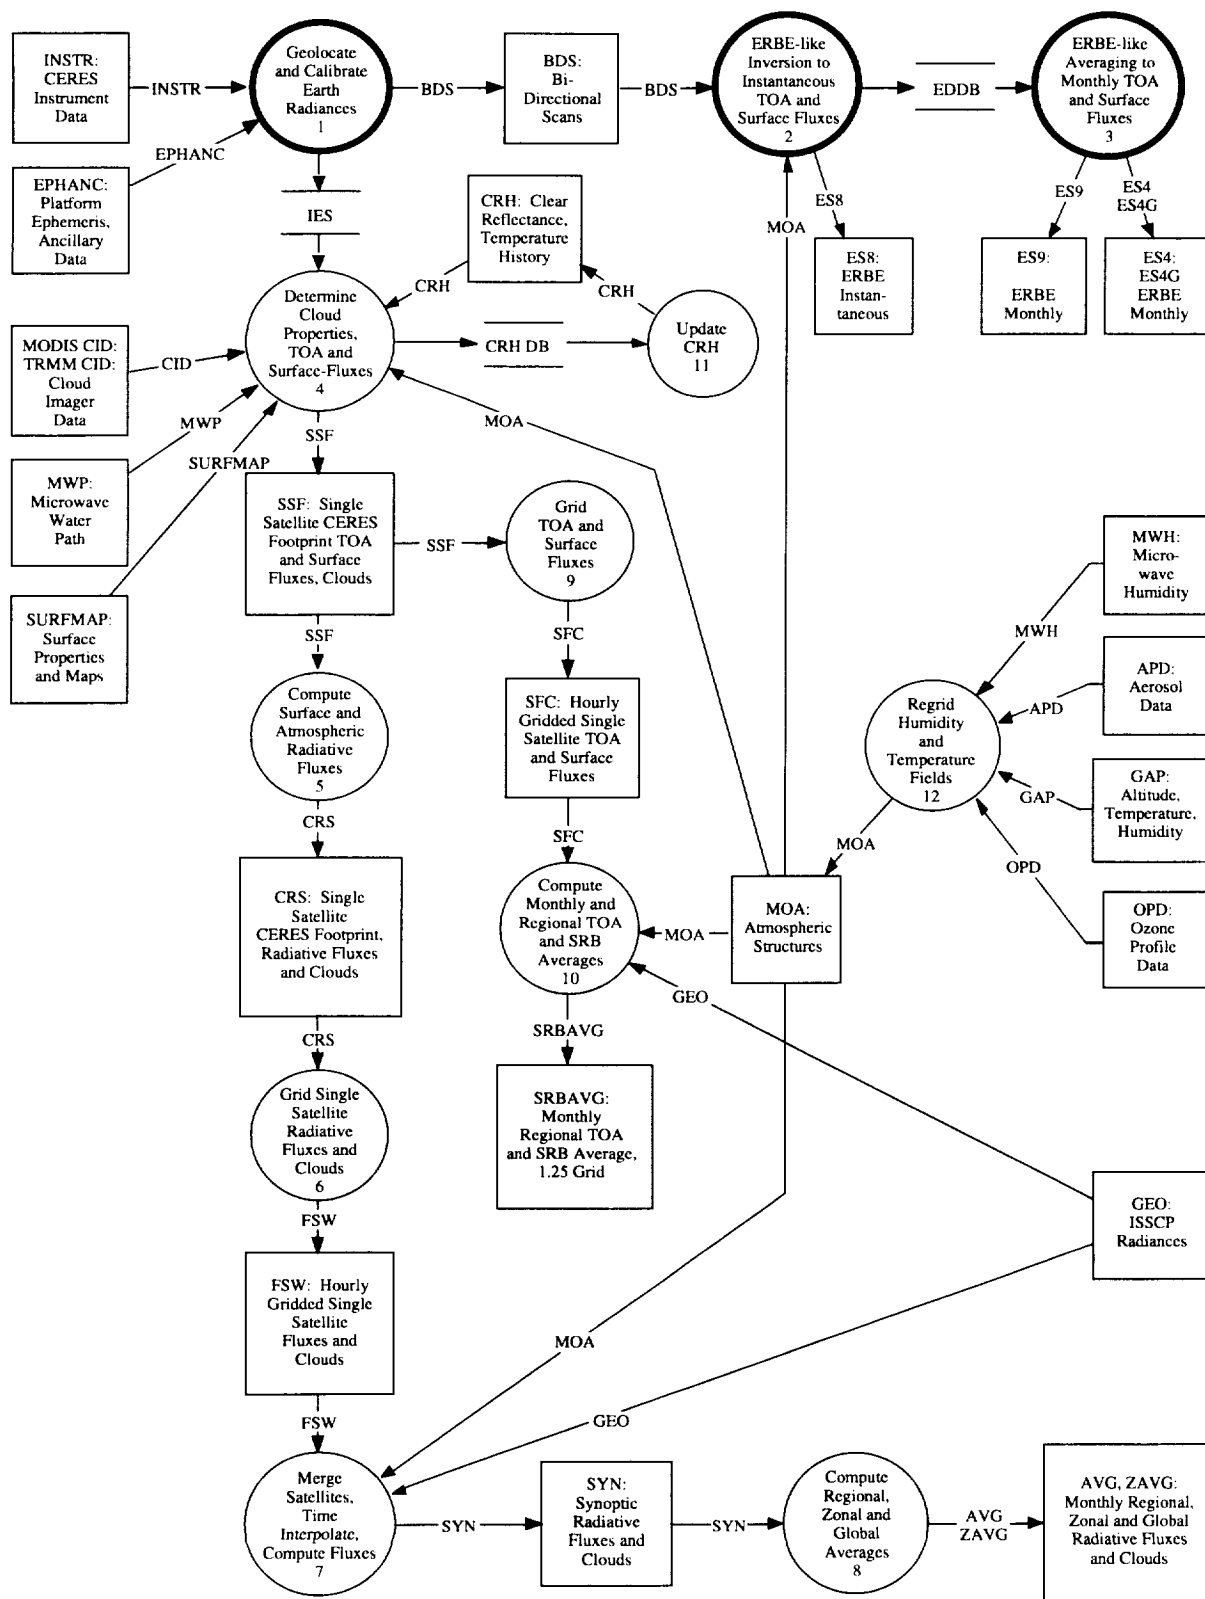 INSTR:
CERES
Instrument
Data
INSTR
Geolocate
and Calibrate
Earth
Radiances
1
BDS
BDS:
Bi-
Directional
Scans
BDS
ERBE-like
Inversion to
Instantaneous
TOA and
Surface Fluxes
2
EDDB
ERBE-like
Averaging to
Monthly TOA
and Surface
Fluxes
3
EPHANC
EPHANC:
Platform
Ephemeris,
Ancillary
Data
IES
CRH: Clear
Reflectance,
Temperature
History
MOA
ES8
ES9
ES4
ES4G
ES8:
ERBE
Instan-
taneous
ES9:
ERBE
Monthly
ES4:
ES4G
ERBE
Monthly
CRH
CRH
Determine
Cloud
Properties,
TOA and
Surface-Fluxes
4
CRH DB
Update
CRH
11
MODIS CID:
TRMM CID:
Cloud
Imager
Data
CID
MWP
SURFMAP
SSF
MOA
MWP:
Microwave
Water
Path
SSF: Single
Satellite CERES
Footprint TOA
and Surface
Fluxes, Clouds
SSF
Grid
TOA and
Surface
Fluxes
9
MWH:
Micro-
wave
Humidity
SURFMAP:
Surface
Properties
and Maps
SSF
SFC
MWH
Compute
Surface and
Atmospheric
Radiative
Fluxes
5
SFC: Hourly
Gridded Single
Satellite TOA
and Surface
Fluxes
Regrid
Humidity
and
Temperature
Fields
12
APD
APD:
Aerosol
Data
GAP
GAP:
Altitude,
Temperature,
Humidity
CRS
SFC
MOA
OPD
CRS: Single
Satellite
CERES Footprint,
Radiative Fluxes
and Clouds
Compute
Monthly and
Regional TOA
and SRB
Averages
10
MOA
MOA:
Atmospheric
Structures
OPD:
Ozone
Profile
Data
GEO
CRS
SRBAVG
Grid Single
Satellite
Radiative
Fluxes and
Clouds
6
SRBAVG:
Monthly
Regional TOA
and SRB Average,
1.25 Grid
FSW
GEO:
ISSCP
Radiances
FSW: Hourly
Gridded Single
Satellite
Fluxes and
Clouds
MOA
FSW
GEO
Merge
Satellites,
Time
Interpolate,
Compute Fluxes
7
SYN
SYN:
Synoptic
Radiative
Fluxes and
Clouds
SYN
Compute
Regional,
Zonal and
Global
Averages
8
AVG
ZAVG
AVG, ZAVG:
Monthly Regional,
Zonal and Global
Radiative Fluxes
and Clouds